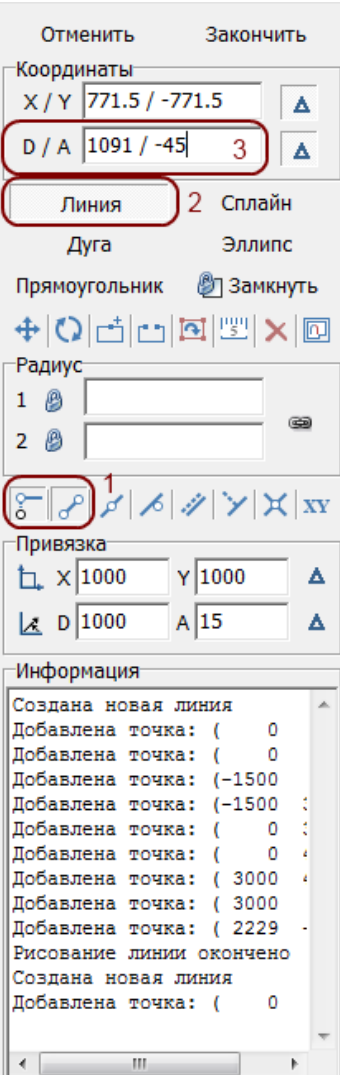 Отменить Закончить
Координаты
X / Y 771.5 / -771.5 Δ
D / A 1091 / -45 3 Δ
Линия 2 Сплайн
Дуга Эллипс
Прямоугольник Замкнуть
5
Радиус
1
2
1
XY
Привязка
X 1000 Y 1000 Δ
D 1000 A 15 Δ
Информация
Создана новая линия
Добавлена точка: ( 0
Добавлена точка: ( 0
Добавлена точка: (-1500
Добавлена точка: (-1500
Добавлена точка: ( 0
Добавлена точка: ( 0
Добавлена точка: ( 3000
Добавлена точка: ( 3000
Добавлена точка: ( 2229 -
Рисование линии окончено
Создана новая линия
Добавлена точка: ( 0